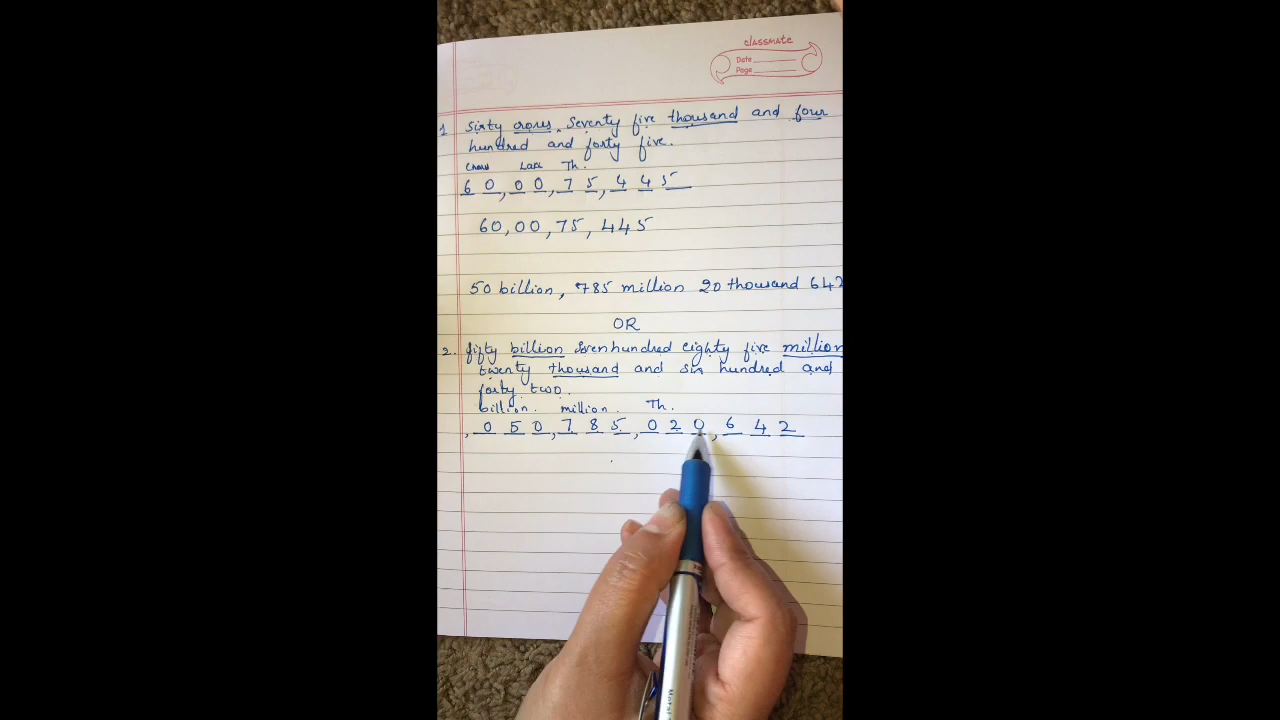 classmate
Date
Page
1. Sixty crores. Seventy five thousand and four
hundred and forty five.
Crores Lakh Th.
6 0, 0 0, 7 5, 4 4 5
60,00,75,445
50 billion, 785 million 20 thousand 642
OR
2. fifty billion seven hundred eighty five million
twenty thousand and six hundred and
forty two.
billion. million. Th.
, 0 5 0, 7 8 5, 0 2 0, 6 4 2